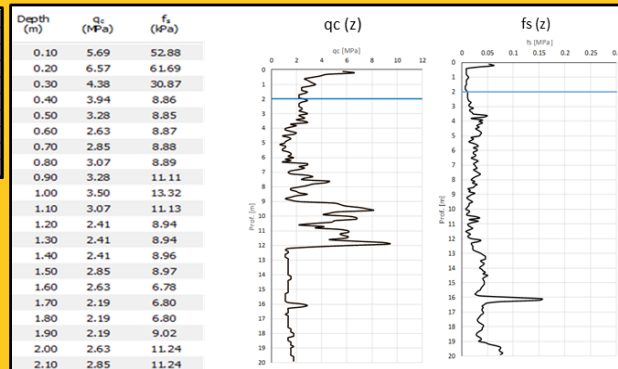 Depth (m) qc (MPa) fs (kPa)
0.10 5.69 52.88
0.20 6.57 61.69
0.30 4.38 30.87
0.40 3.94 8.86
0.50 3.28 8.85
0.60 2.63 8.87
0.70 2.85 8.88
0.80 3.07 8.89
0.90 3.28 11.11
1.00 3.50 13.32
1.10 3.07 11.13
1.20 2.41 8.94
1.30 2.41 8.94
1.40 2.41 8.96
1.50 2.85 8.97
1.60 2.63 6.78
1.70 2.19 6.80
1.80 2.19 6.80
1.90 2.19 9.02
2.00 2.63 11.24
2.10 2.85 11.24
qc (z)
qc [MPa]
0 2 4 6 8 10 12
Prof. [m]
0
1
2
3
4
5
6
7
8
9
10
11
12
13
14
15
16
17
18
19
20
fs (z)
fs [MPa]
0 0.05 0.1 0.15 0.2 0.25 0.3
Prof. [m]
0
1
2
3
4
5
6
7
8
9
10
11
12
13
14
15
16
17
18
19
20